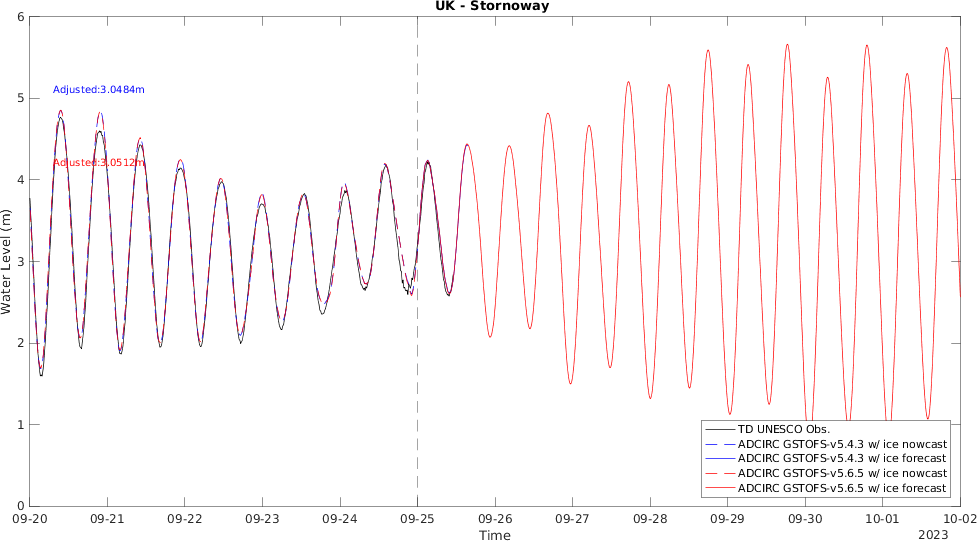 UK - Stornoway
6
5
4
3
2
1
0
Water Level (m)
Adjusted:3.0484m
Adjusted:3.0512m
TD UNESCO Obs.
ADCIRC GSTOFS-v5.4.3 w/ ice nowcast
ADCIRC GSTOFS-v5.4.3 w/ ice forecast
ADCIRC GSTOFS-v5.6.5 w/ ice nowcast
ADCIRC GSTOFS-v5.6.5 w/ ice forecast
09-20 09-21 09-22 09-23 09-24 09-25 09-26 09-27 09-28 09-29 09-30 10-01 10-02
Time
2023